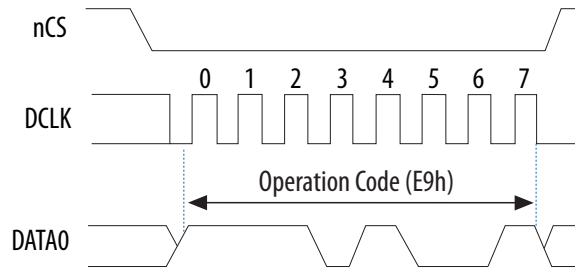 nCS
0 1 2 3 4 5 6 7
DCLK
Operation Code (E9h)
DATA0